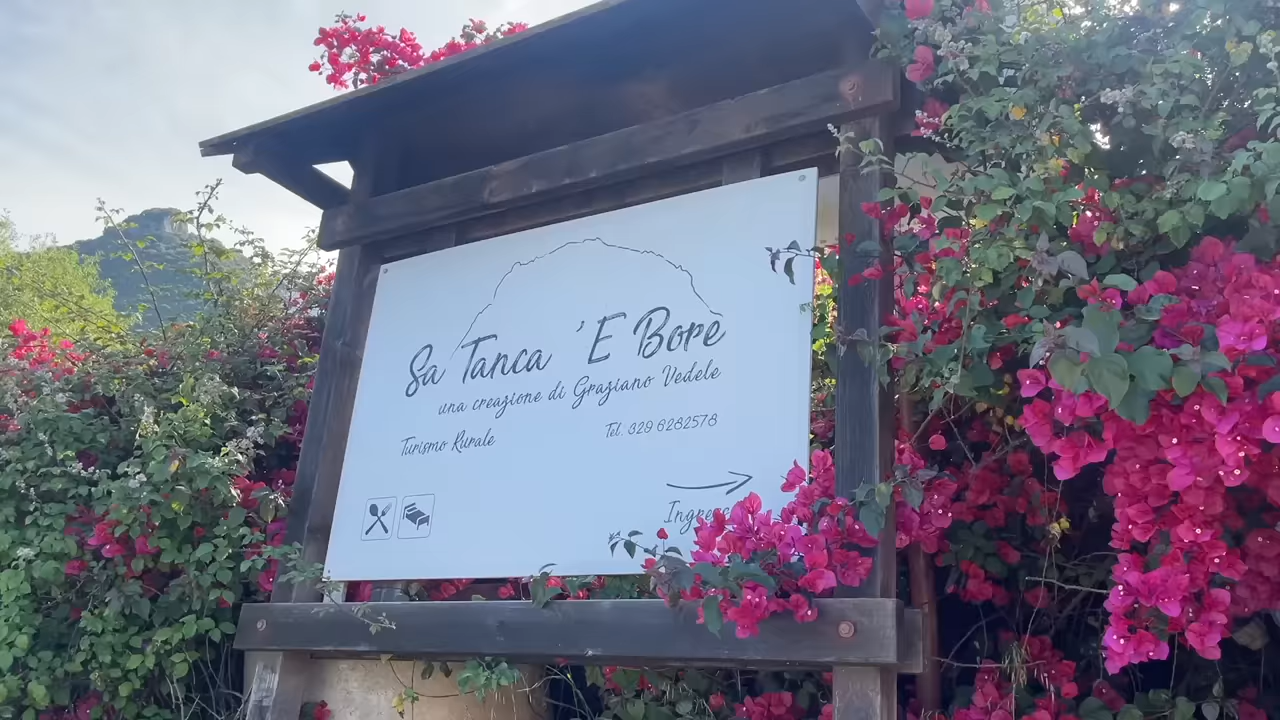 Sa Tanca 'E Bore
una creazione di Graziano Vedele
Turismo Rurale
Tel. 329 6282578